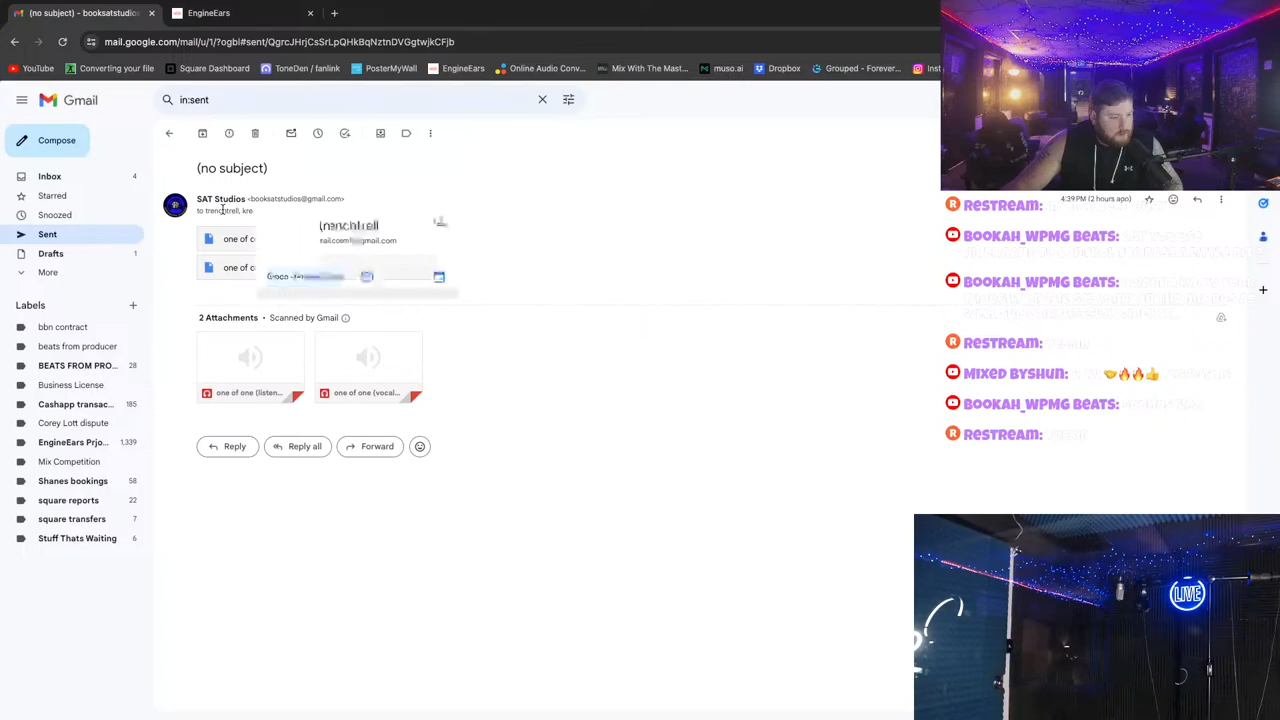 (no subject) - booksatstudios
EngineEars
mail.google.com/mail/u/1/?ogbl#sent/QgrcJHrjCsSrLpQHkBqNztnDVGgtwjkCFjb
YouTube
Converting your file
Square Dashboard
ToneDen / fanlink
PosterMyWall
EngineEars
Online Audio Conv...
Mix With The Mast...
muso.ai
Dropbox
Grouped - Forever...
Gmail
in:sent
Compose
Inbox 4
Starred
Snoozed
Sent
Drafts 1
More
Labels
bbn contract
beats from producer
BEATS FROM PRO... 28
Business License
Cashapp transac... 185
Corey Lott dispute
EngineEars Prjo... 1,339
Mix Competition
Shanes bookings 58
square reports 22
square transfers 7
Stuff Thats Waiting 6
(no subject)
SAT Studios <booksatstudios@gmail.com>
one of
one of
2 Attachments • Scanned by Gmail
one of one (listen...
one of one (vocal...
Reply
Reply all
Forward
4:39 PM (2 hours ago)
Restream:
Bookah_WPMG Beats:
Bookah_WPMG Beats:
Restream:
Mixed ByShun: 🤝🔥🔥👍
Bookah_WPMG Beats:
Restream:
LIVE